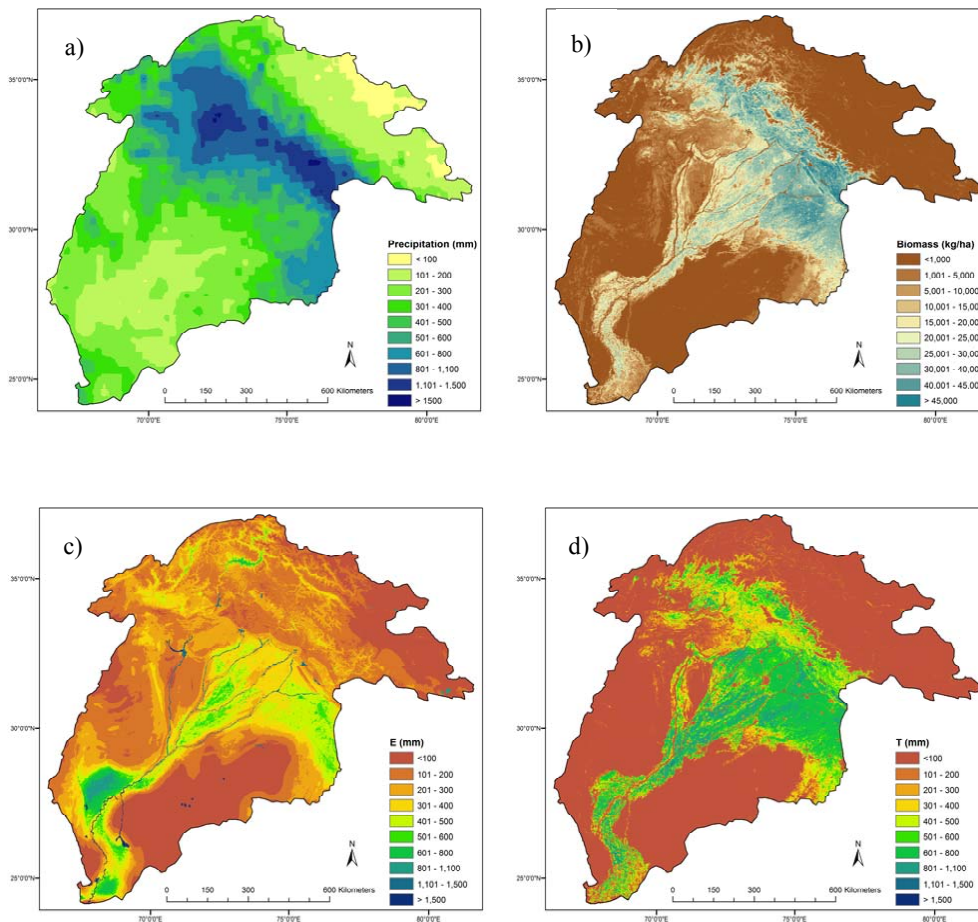 a)
35°0'0"N
30°0'0"N
25°0'0"N
Precipitation (mm)
< 100
101 - 200
201 - 300
301 - 400
401 - 500
501 - 600
601 - 800
801 - 1,100
1,101 - 1,500
> 1500
N
0 150 300 600 Kilometers
70°0'0"E 75°0'0"E 80°0'0"E
b)
35°0'0"N
30°0'0"N
25°0'0"N
Biomass (kg/ha)
<1,000
1,001 - 5,000
5,001 - 10,000
10,001 - 15,00
15,001 - 20,00
20,001 - 25,00
25,001 - 30,00
30,001 - 40,00
40,001 - 45,00
> 45,000
N
0 75 150 300 600 Kilometers
70°0'0"E 75°0'0"E 80°0'0"E
c)
35°0'0"N
30°0'0"N
25°0'0"N
E (mm)
<100
101 - 200
201 - 300
301 - 400
401 - 500
501 - 600
601 - 800
801 - 1,100
1,101 - 1,500
> 1,500
N
0 75 150 300 600 Kilometers
70°0'0"E 75°0'0"E 80°0'0"E
d)
35°0'0"N
30°0'0"N
25°0'0"N
T (mm)
<100
101 - 200
201 - 300
301 - 400
401 - 500
501 - 600
601 - 800
801 - 1,100
1,101 - 1,500
> 1,500
N
0 75 150 300 600 Kilometers
70°0'0"E 75°0'0"E 80°0'0"E